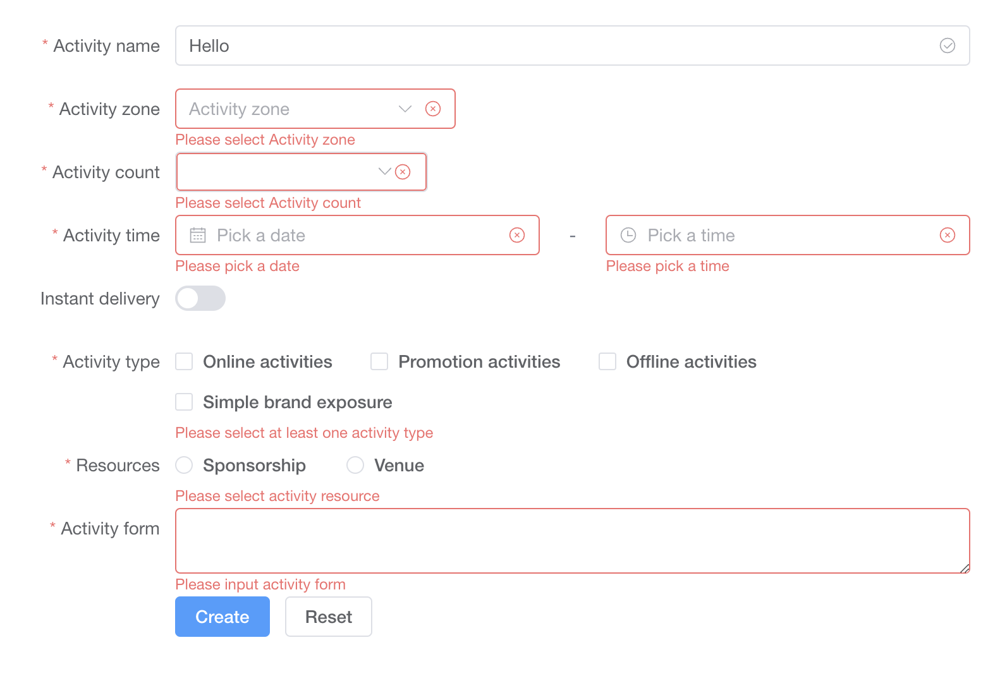 * Activity name Hello
* Activity zone Activity zone
Please select Activity zone
* Activity count
Please select Activity count
* Activity time Pick a date - Pick a time
Please pick a date Please pick a time
Instant delivery
* Activity type Online activities Promotion activities Offline activities
Simple brand exposure
Please select at least one activity type
* Resources Sponsorship Venue
Please select activity resource
* Activity form
Please input activity form
Create Reset